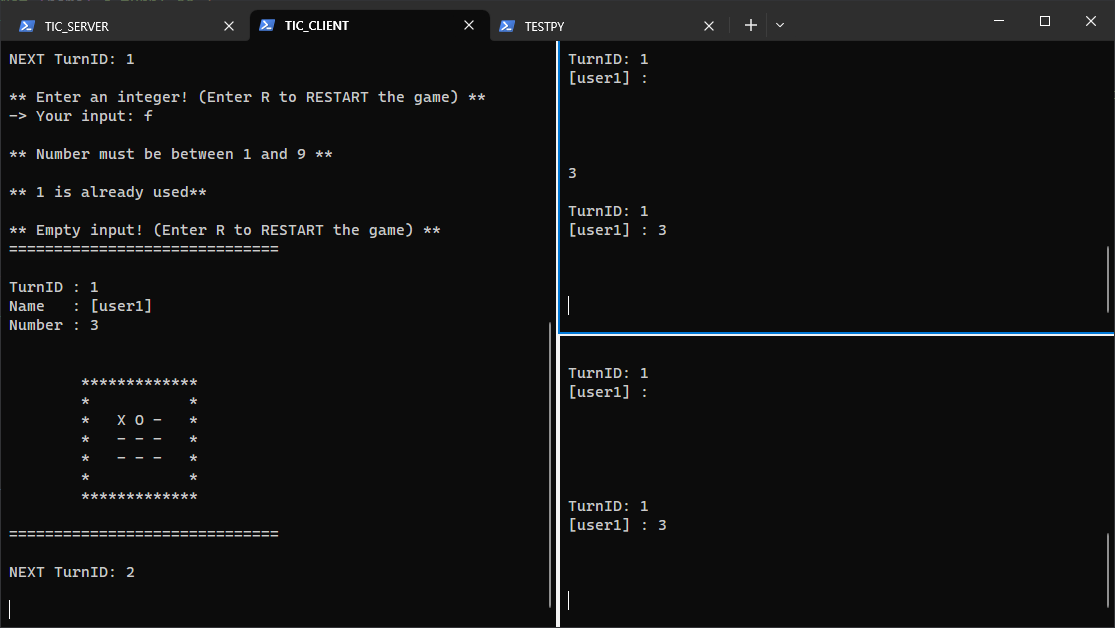 TIC_SERVER
TIC_CLIENT
TESTPY
NEXT TurnID: 1
** Enter an integer! (Enter R to RESTART the game) **
-> Your input: f
** Number must be between 1 and 9 **
** 1 is already used**
** Empty input! (Enter R to RESTART the game) **
==============================
TurnID : 1
Name   : [user1]
Number : 3
*************
*           *
*   X O -   *
*   - - -   *
*   - - -   *
*           *
*************
==============================
NEXT TurnID: 2
TurnID: 1
[user1] :
3
TurnID: 1
[user1] : 3
TurnID: 1
[user1] :
TurnID: 1
[user1] : 3